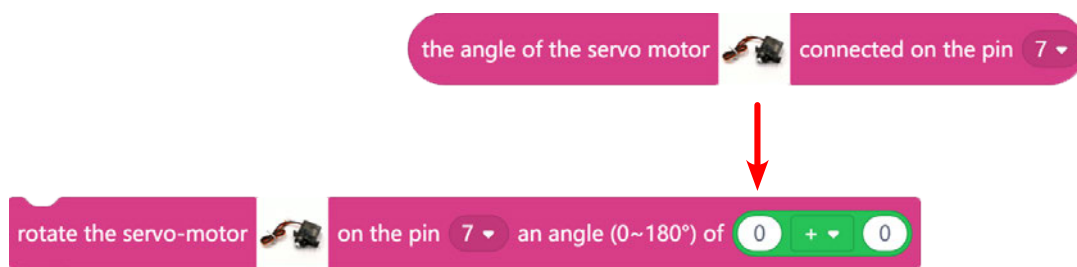 the angle of the servo motor connected on the pin 7
rotate the servo-motor on the pin 7 an angle (0~180°) of 0 + 0